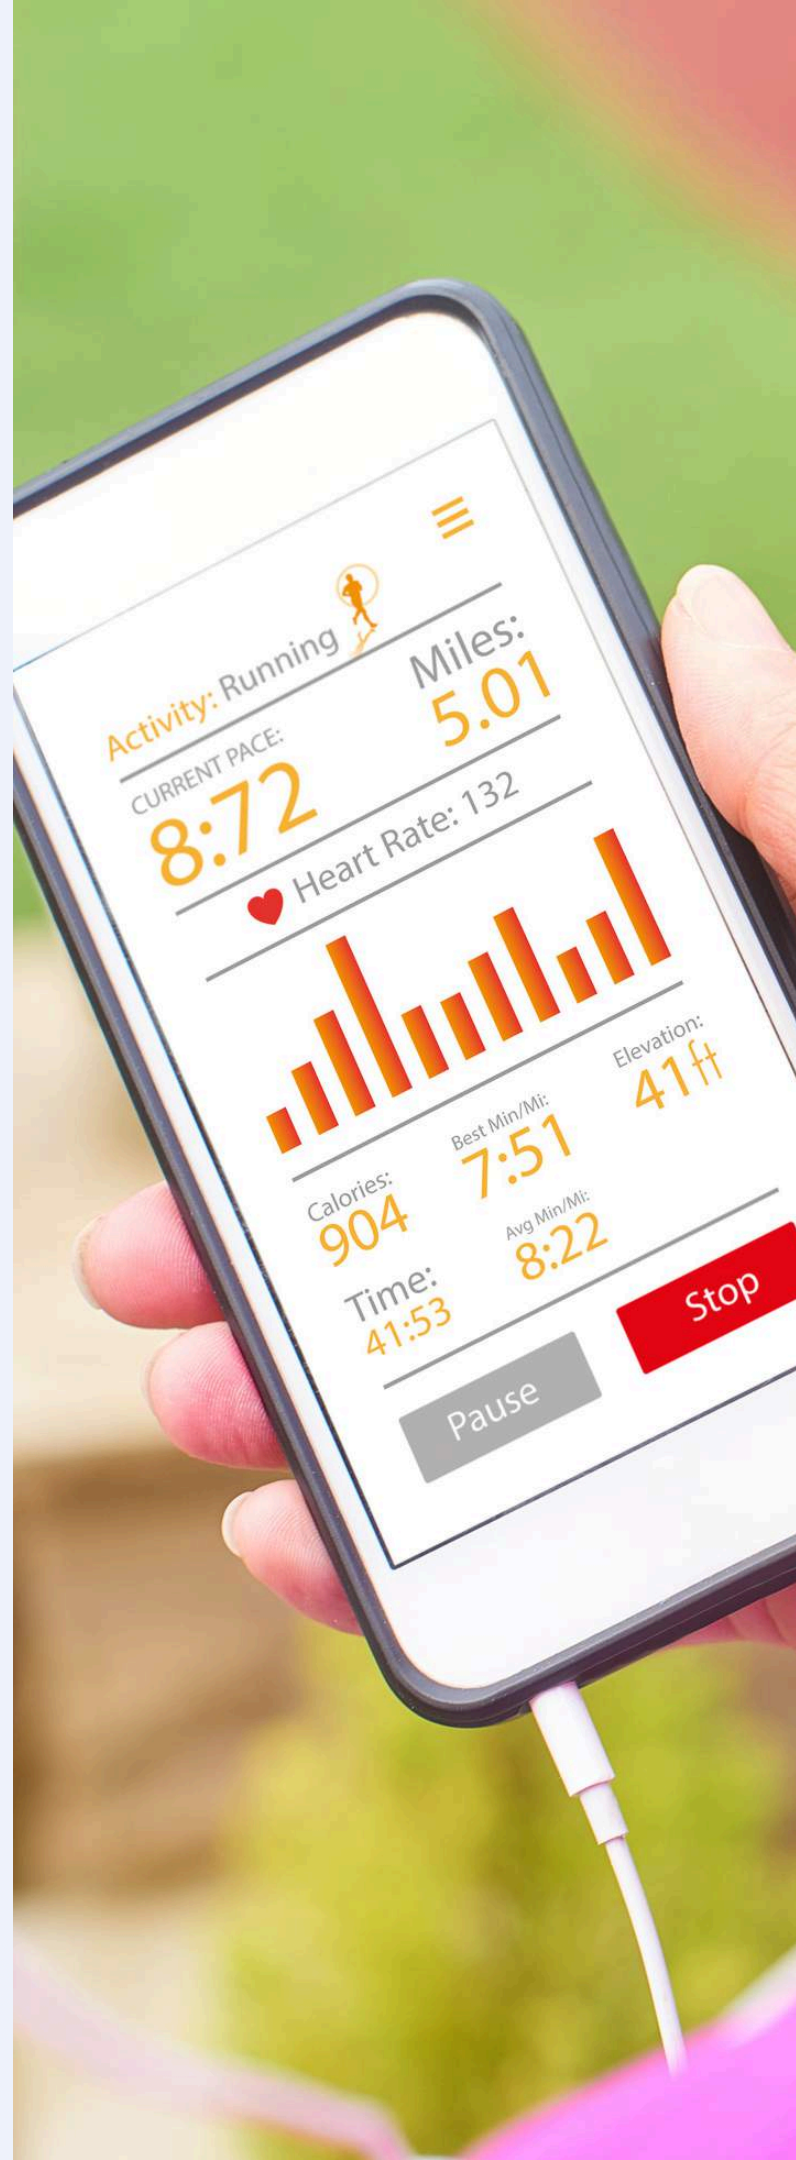 Activity: Running
CURRENT PACE:
8:72
Miles:
5.01
Heart Rate: 132
Calories:
904
Best Min/Mi:
7:51
Elevation:
41ft
Time:
41:53
Avg Min/Mi:
8:22
Pause
Stop